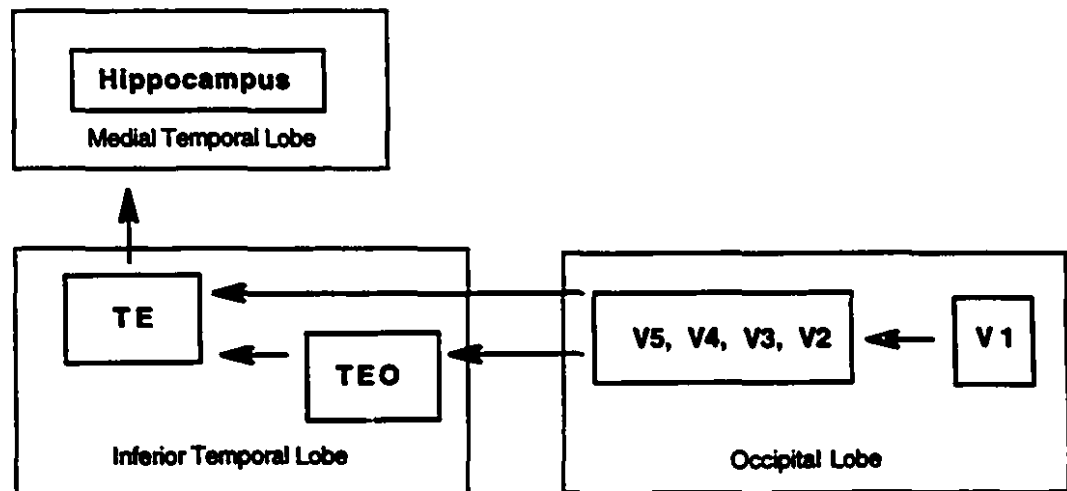 Hippocampus
Medial Temporal Lobe
TE
TEO
Inferior Temporal Lobe
V5, V4, V3, V2
V1
Occipital Lobe